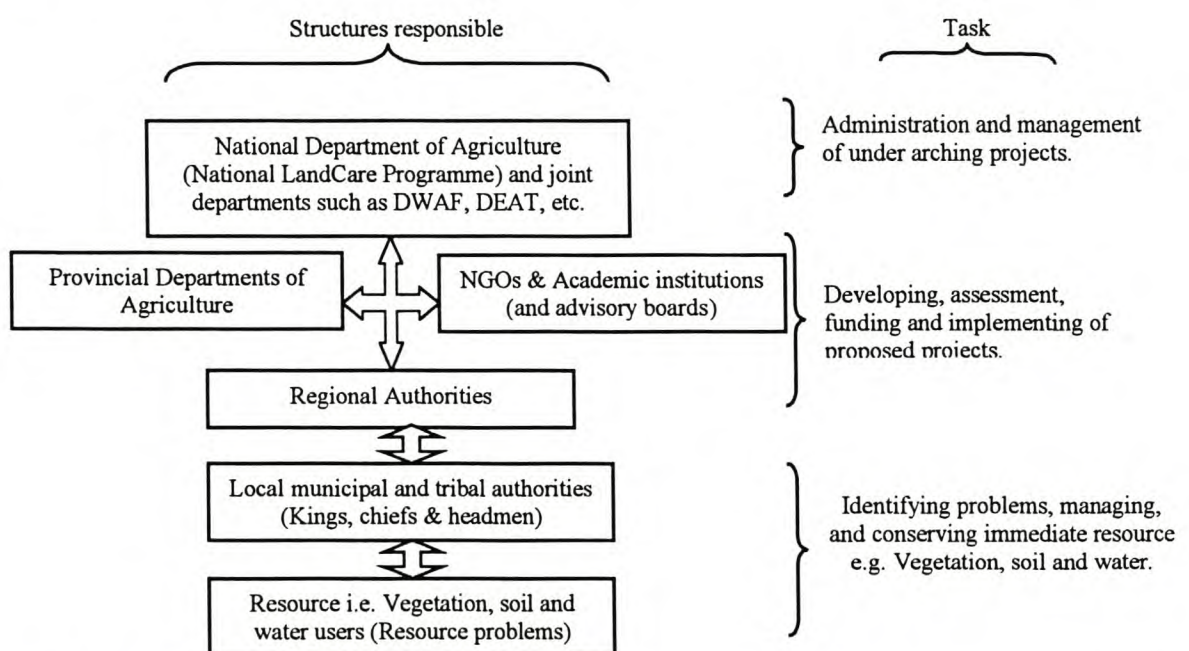 Structures responsible
Task
National Department of Agriculture
(National LandCare Programme) and joint
departments such as DWAF, DEAT, etc.
Administration and management
of under arching projects.
Provincial Departments of
Agriculture
NGOs & Academic institutions
(and advisory boards)
Developing, assessment,
funding and implementing of
proposed projects.
Regional Authorities
Local municipal and tribal authorities
(Kings, chiefs & headmen)
Identifying problems, managing,
and conserving immediate resource
e.g. Vegetation, soil and water.
Resource i.e. Vegetation, soil and
water users (Resource problems)